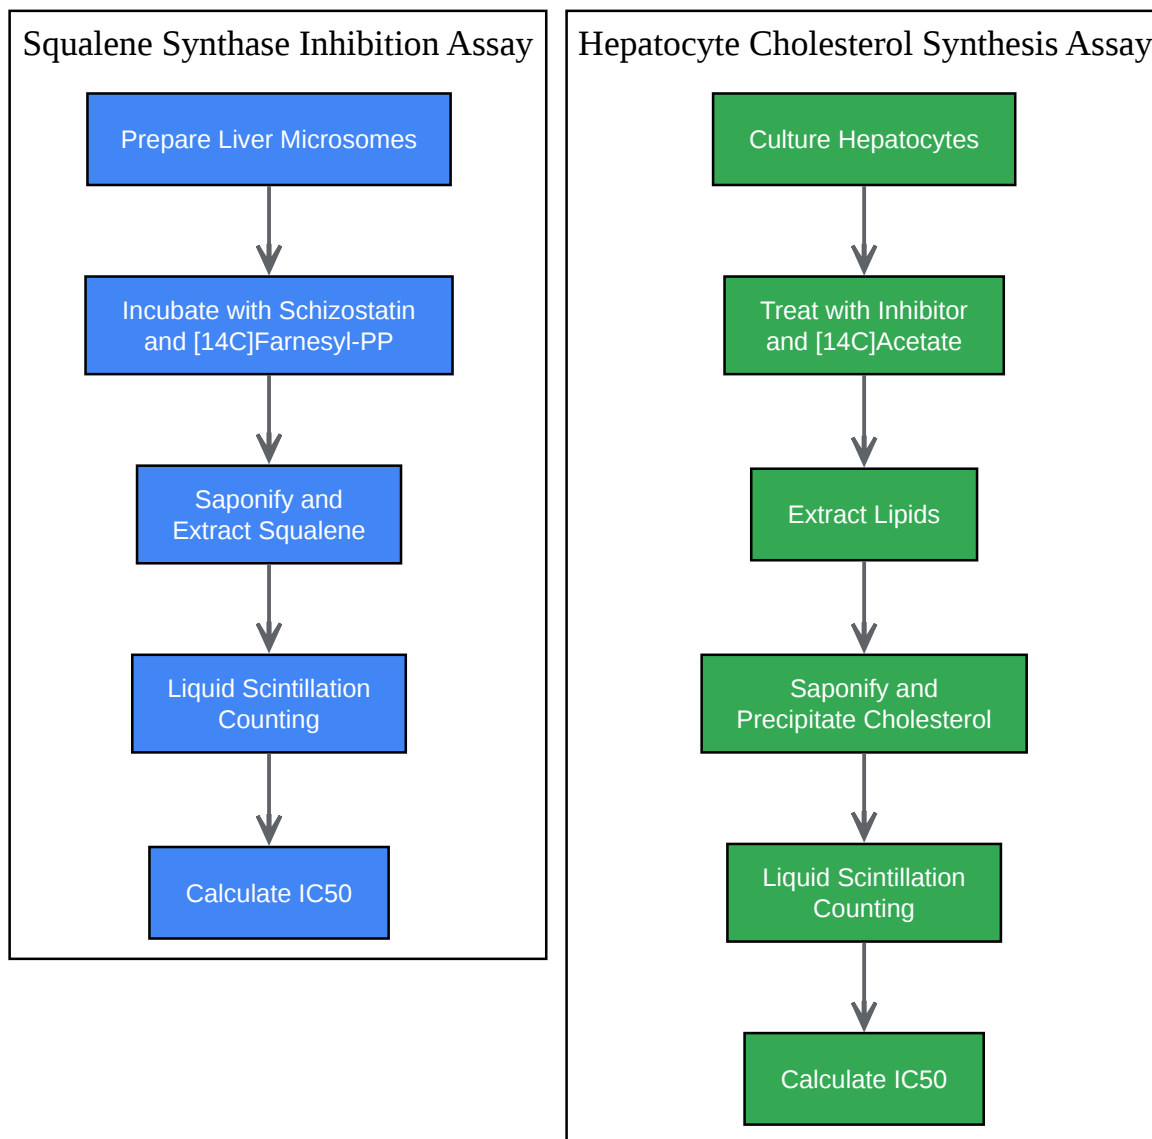 Squalene Synthase Inhibition Assay
Prepare Liver Microsomes
Incubate with Schizostatin
and [14C]Farnesyl-PP
Saponify and
Extract Squalene
Liquid Scintillation
Counting
Calculate IC50
Hepatocyte Cholesterol Synthesis Assay
Culture Hepatocytes
Treat with Inhibitor
and [14C]Acetate
Extract Lipids
Saponify and
Precipitate Cholesterol
Liquid Scintillation
Counting
Calculate IC50